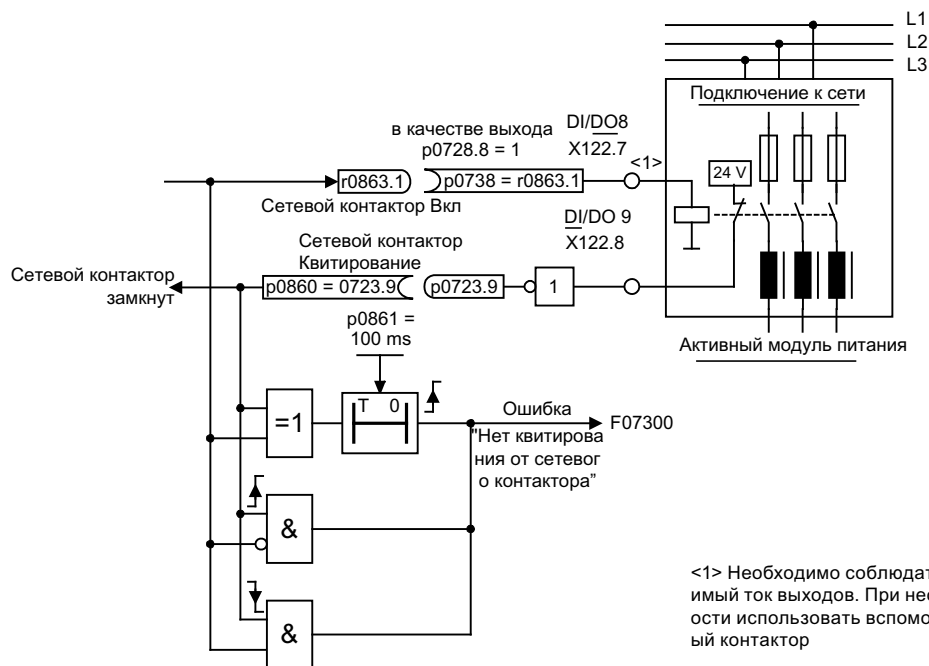 L1
L2
L3
Подключение к сети
в качестве выхода
p0728.8 = 1
DI/DO8
X122.7
<1>
24 V
r0863.1
p0738 = r0863.1
Сетевой контактор Вкл
DI/DO 9
X122.8
Сетевой контактор
Квитирование
Сетевой контактор
замкнут
p0860 = 0723.9
p0723.9
1
p0861 =
100 ms
Активный модуль питания
=1
T 0
Ошибка
F07300
"Нет квитирова
ния от сетевог
о контактора”
&
&
<1> Необходимо соблюдат
имый ток выходов. При нео
ости использовать вспомо
ый контактор